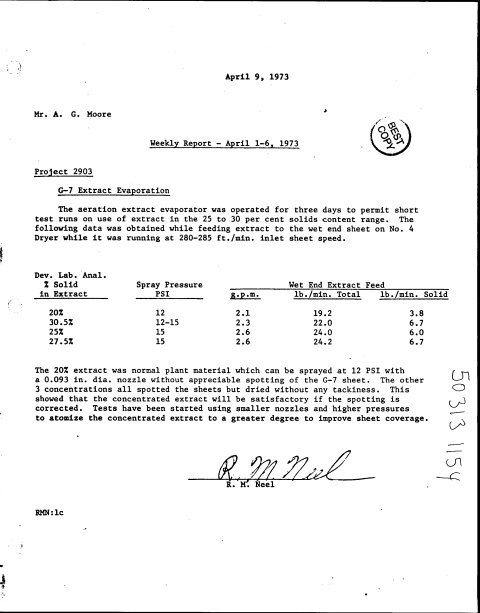 April 9, 1973
Mr. A. G. Moore
BEST
COPY
Weekly Report - April 1-6, 1973
Project 2903
G-7 Extract Evaporation
The aeration extract evaporator was operated for three days to permit short
test runs on use of extract in the 25 to 30 per cent solids content range. The
following data was obtained while feeding extract to the wet end sheet on No. 4
Dryer while it was running at 280-285 ft./min. inlet sheet speed.
Dev. Lab. Anal.
% Solid Spray Pressure Wet End Extract Feed
in Extract PSI g.p.m. lb./min. Total lb./min. Solid
20% 12 2.1 19.2 3.8
30.5% 12-15 2.3 22.0 6.7
25% 15 2.6 24.0 6.0
27.5% 15 2.6 24.2 6.7
The 20% extract was normal plant material which can be sprayed at 12 PSI with
a 0.093 in. dia. nozzle without appreciable spotting of the G-7 sheet. The other
3 concentrations all spotted the sheets but dried without any tackiness. This
showed that the concentrated extract will be satisfactory if the spotting is
corrected. Tests have been started using smaller nozzles and higher pressures
to atomize the concentrated extract to a greater degree to improve sheet coverage.
50313 1154
R. M. Neel
R. M. Neel
RMN:lc